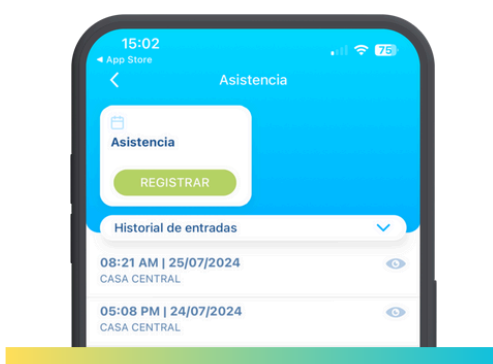 15:02
75
◀ App Store
Asistencia
Asistencia
REGISTRAR
Historial de entradas
08:21 AM | 25/07/2024
CASA CENTRAL
05:08 PM | 24/07/2024
CASA CENTRAL